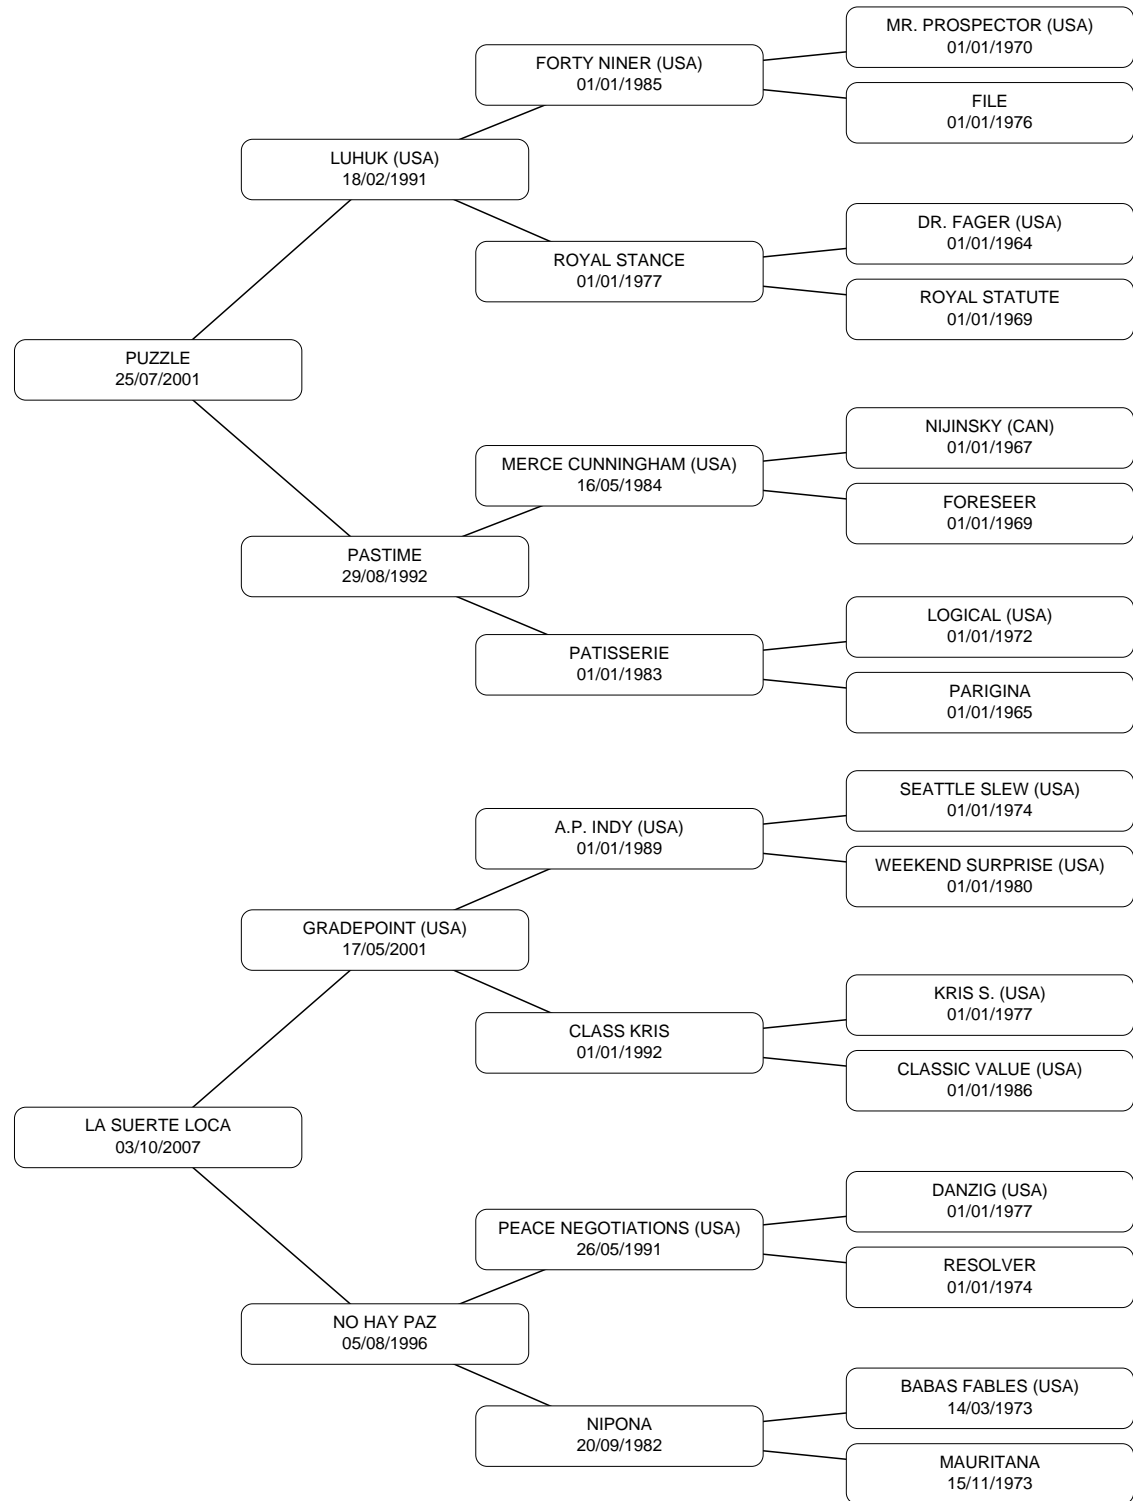 MR. PROSPECTOR (USA)
01/01/1970
FORTY NINER (USA)
01/01/1985
FILE
01/01/1976
LUHUK (USA)
18/02/1991
DR. FAGER (USA)
01/01/1964
ROYAL STANCE
01/01/1977
ROYAL STATUTE
01/01/1969
PUZZLE
25/07/2001
NIJINSKY (CAN)
01/01/1967
MERCE CUNNINGHAM (USA)
16/05/1984
FORESEER
01/01/1969
PASTIME
29/08/1992
LOGICAL (USA)
01/01/1972
PATISSERIE
01/01/1983
PARIGINA
01/01/1965
SEATTLE SLEW (USA)
01/01/1974
A.P. INDY (USA)
01/01/1989
WEEKEND SURPRISE (USA)
01/01/1980
GRADEPOINT (USA)
17/05/2001
KRIS S. (USA)
01/01/1977
CLASS KRIS
01/01/1992
CLASSIC VALUE (USA)
01/01/1986
LA SUERTE LOCA
03/10/2007
DANZIG (USA)
01/01/1977
PEACE NEGOTIATIONS (USA)
26/05/1991
RESOLVER
01/01/1974
NO HAY PAZ
05/08/1996
BABAS FABLES (USA)
14/03/1973
NIPONA
20/09/1982
MAURITANA
15/11/1973